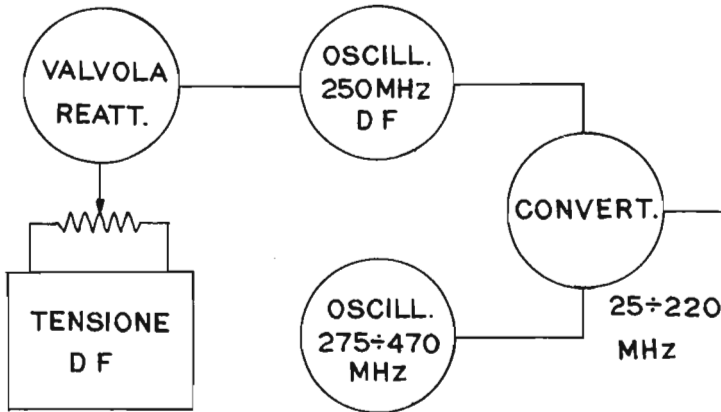 VALVOLA
REATT.
OSCILL.
250MHz
D F
CONVERT.
TENSIONE
D F
OSCILL.
275÷470
MHz
25÷220
MHz